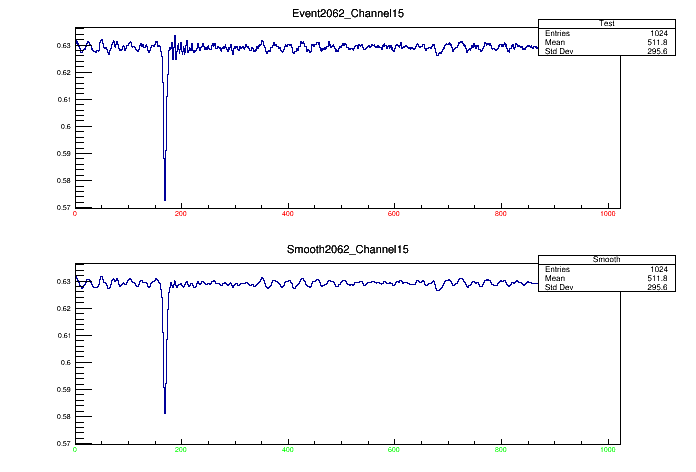 Event2062_Channel15
Test
Entries 1024
Mean 511.8
Std Dev 295.6
0.63
0.62
0.61
0.6
0.59
0.58
0.57
0 200 400 600 800 1000
Smooth2062_Channel15
Smooth
Entries 1024
Mean 511.8
Std Dev 295.6
0.63
0.62
0.61
0.6
0.59
0.58
0.57
0 200 400 600 800 1000